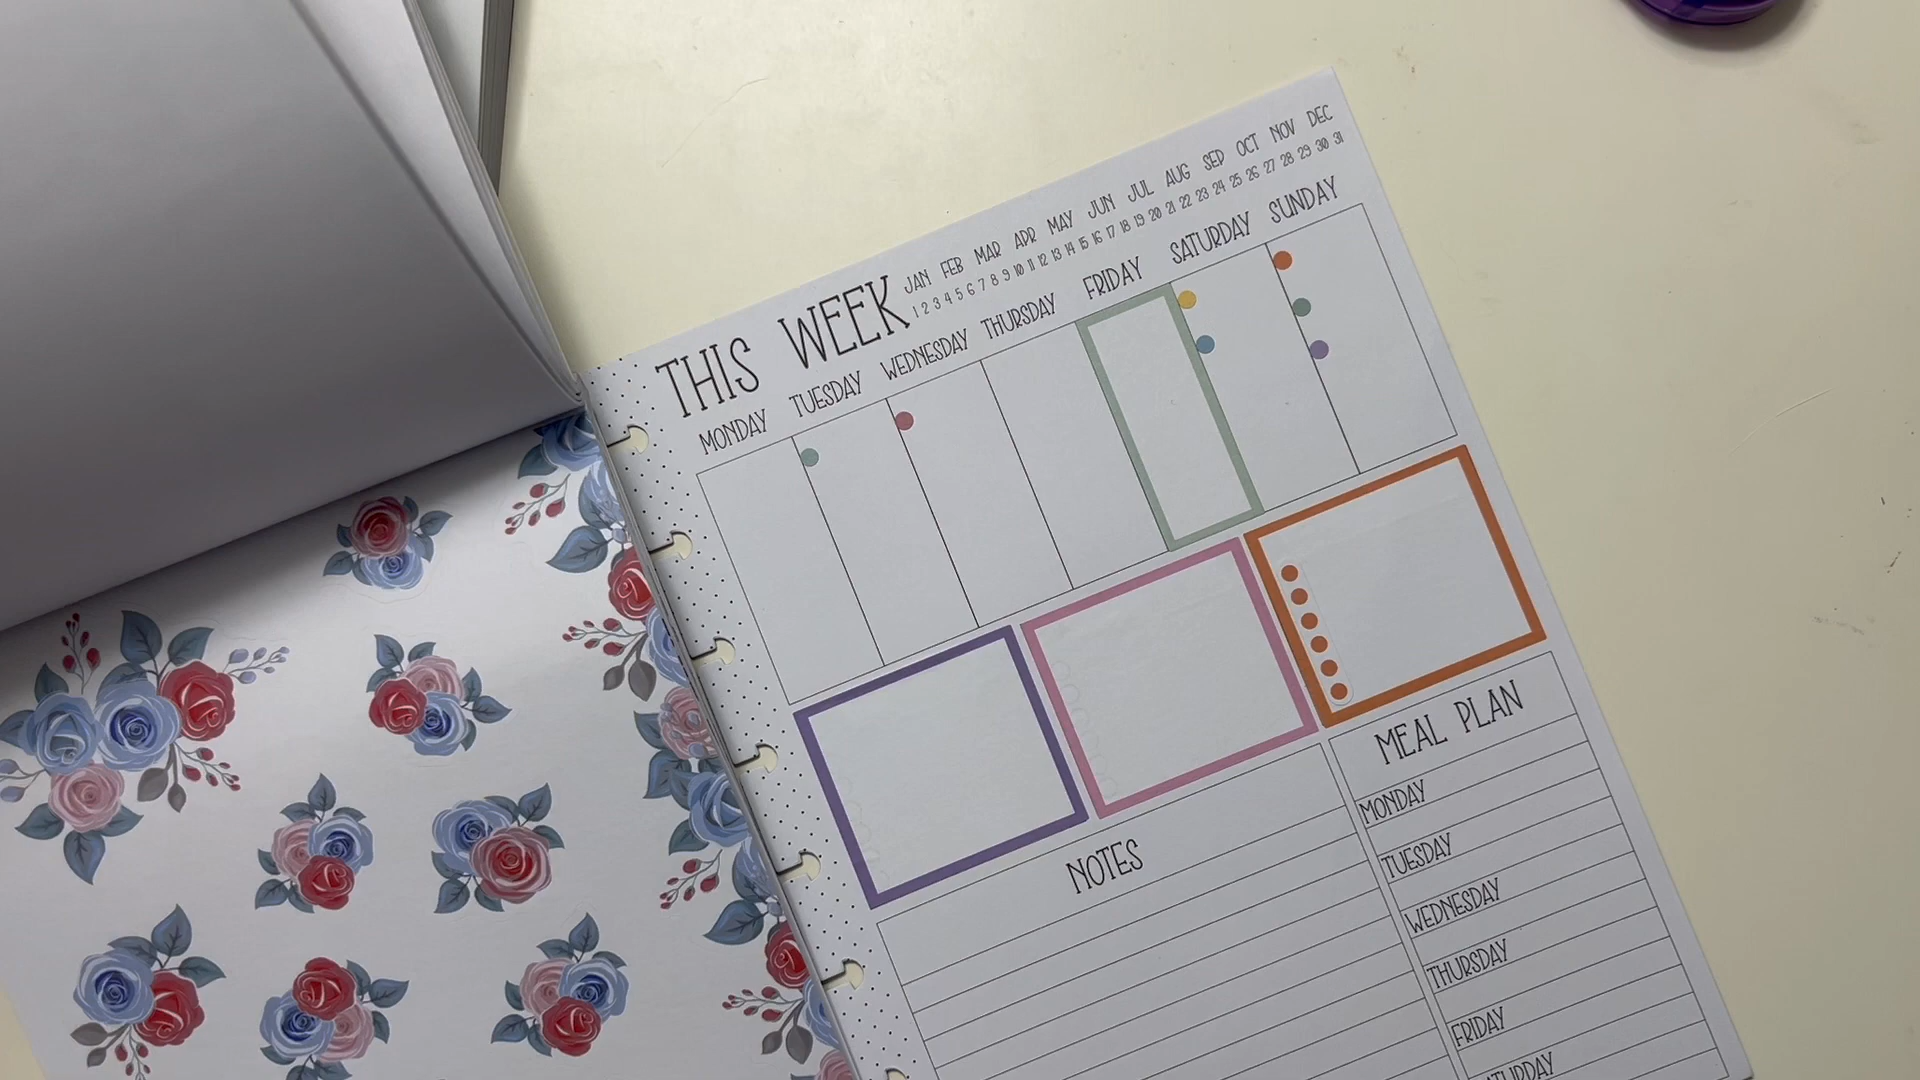 THIS WEEK
JAN FEB MAR APR MAY JUN JUL AUG SEP OCT NOV DEC
1 2 3 4 5 6 7 8 9 10 11 12 13 14 15 16 17 18 19 20 21 22 23 24 25 26 27 28 29 30 31
MONDAY TUESDAY WEDNESDAY THURSDAY FRIDAY SATURDAY SUNDAY
NOTES
MEAL PLAN
MONDAY
TUESDAY
WEDNESDAY
THURSDAY
FRIDAY
SATURDAY